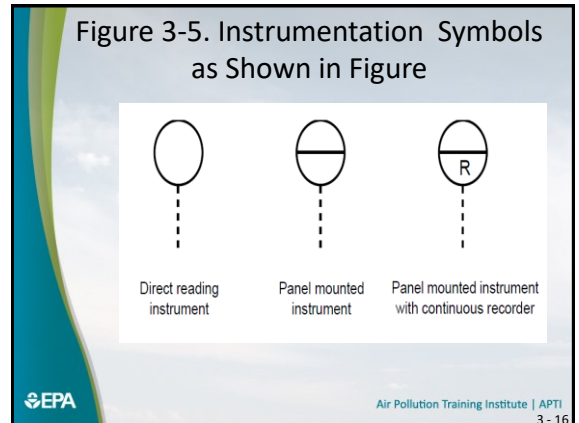 Figure 3-5. Instrumentation Symbols
as Shown in Figure
R
Direct reading
instrument
Panel mounted
instrument
Panel mounted instrument
with continuous recorder
EPA
Air Pollution Training Institute | APTI
3 - 16